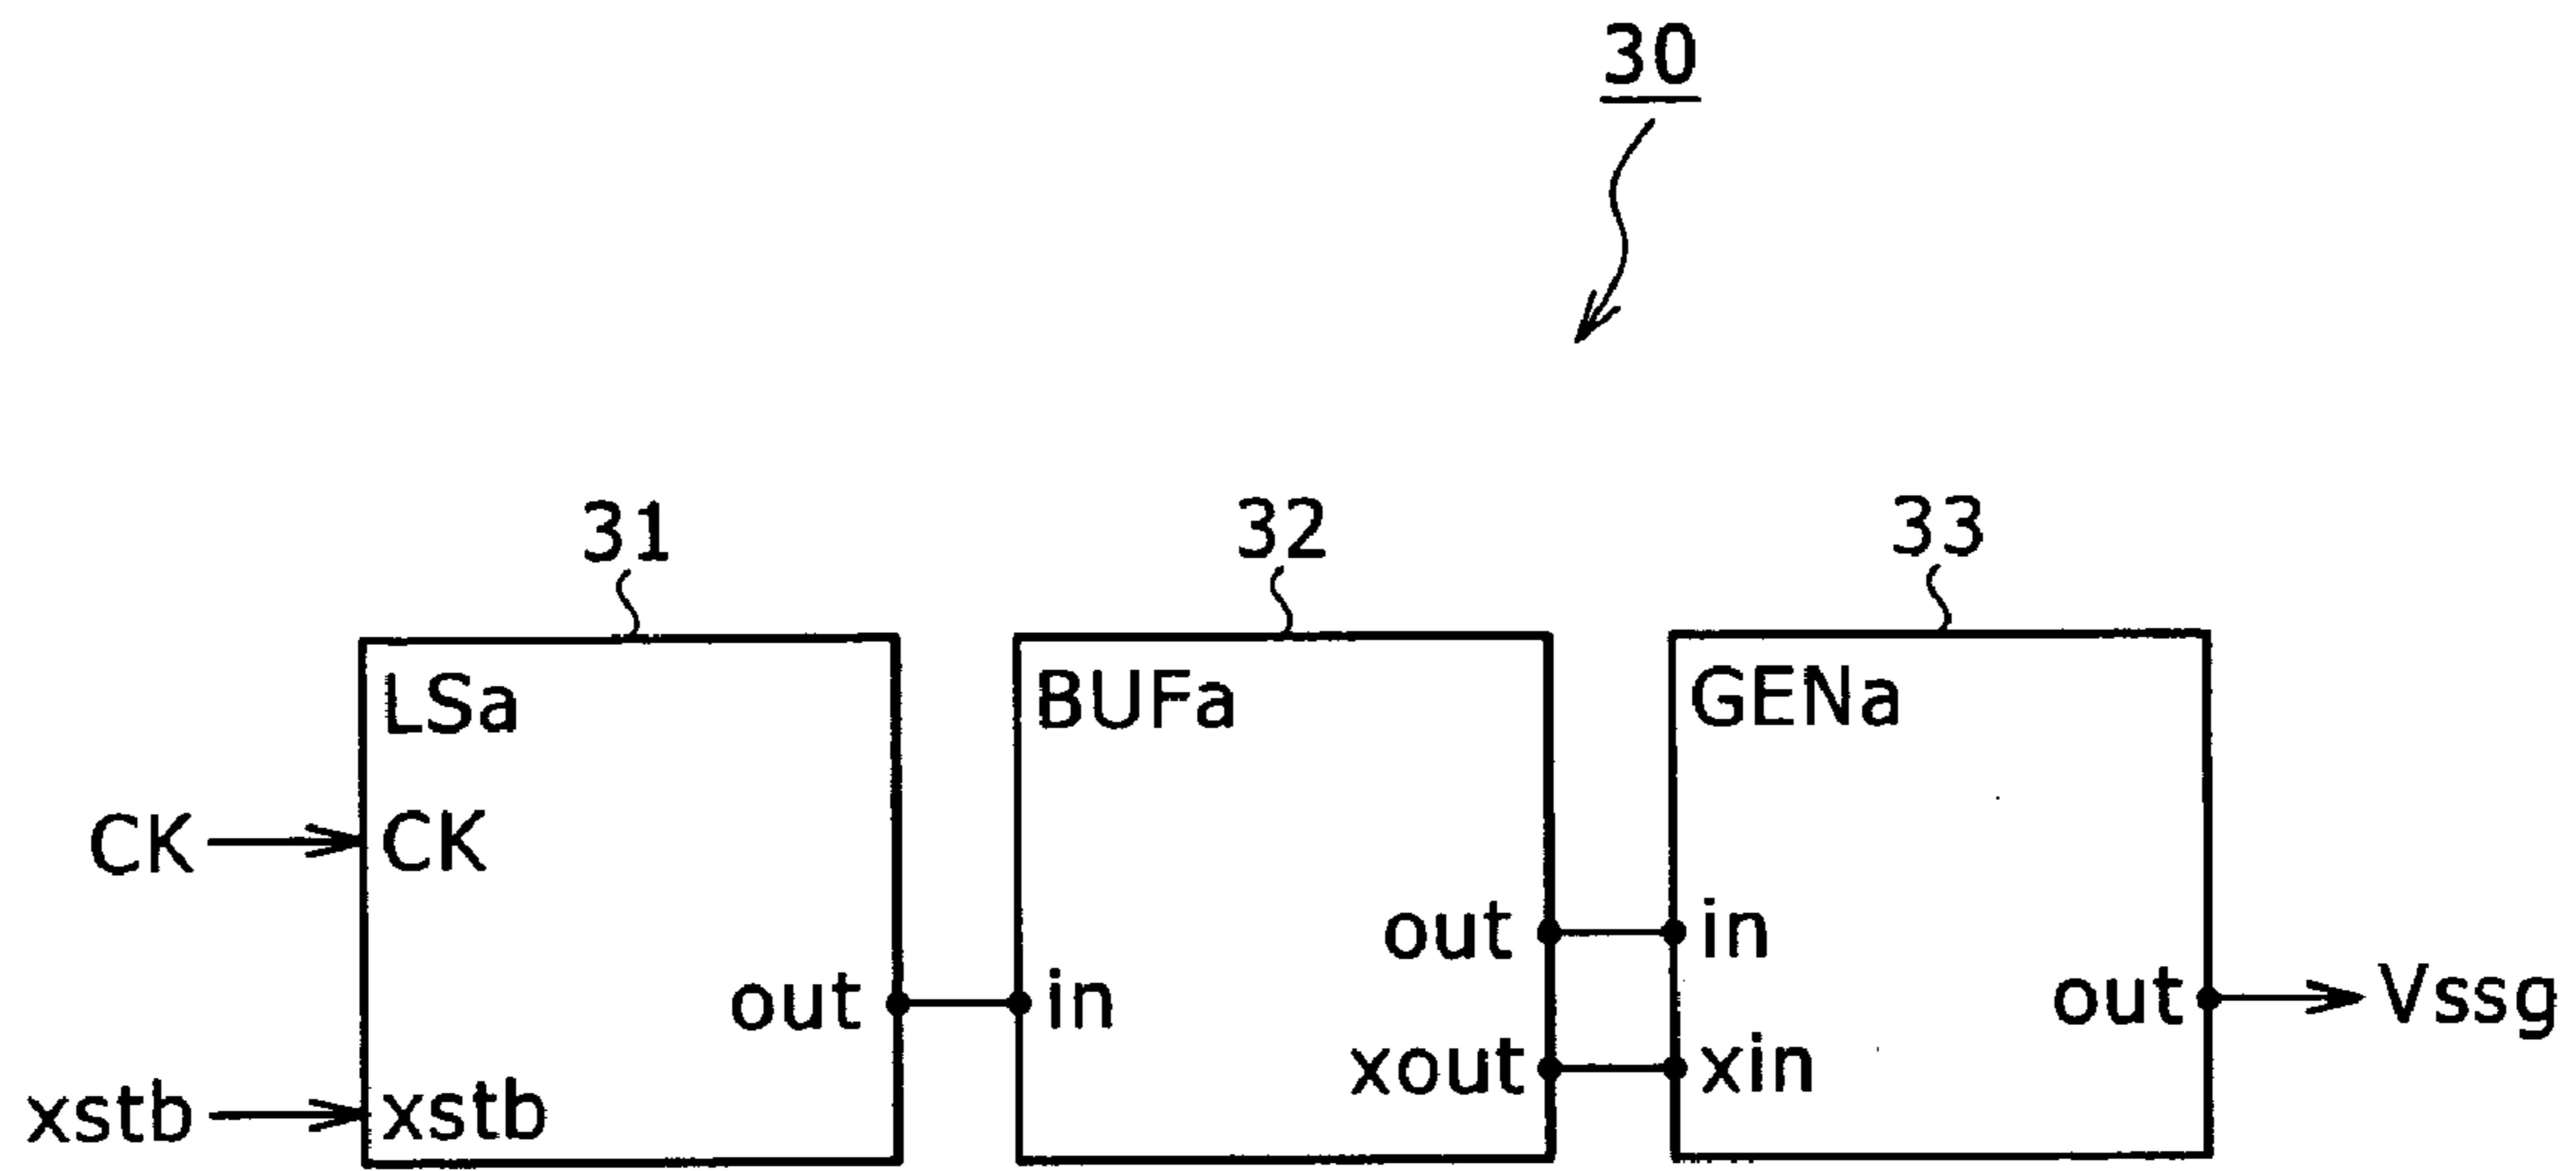 30
31
32
33
LSa
BUFa
GENa
CK
CK
out
in
out
in
xout
xin
out
Vssg
xstb
xstb